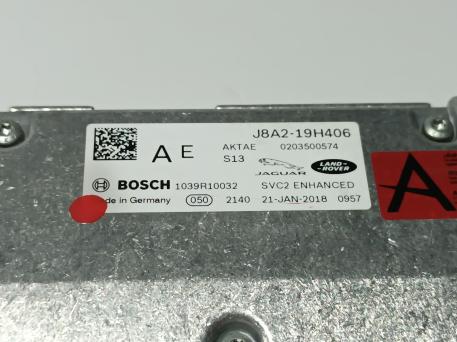 J8A2-19H406
A E
AKTAE 0203500574
S13
JAGUAR
LAND-
ROVER
BOSCH 1039R10032 SVC2 ENHANCED
de in Germany 050 2140 21-JAN-2018 0957
A